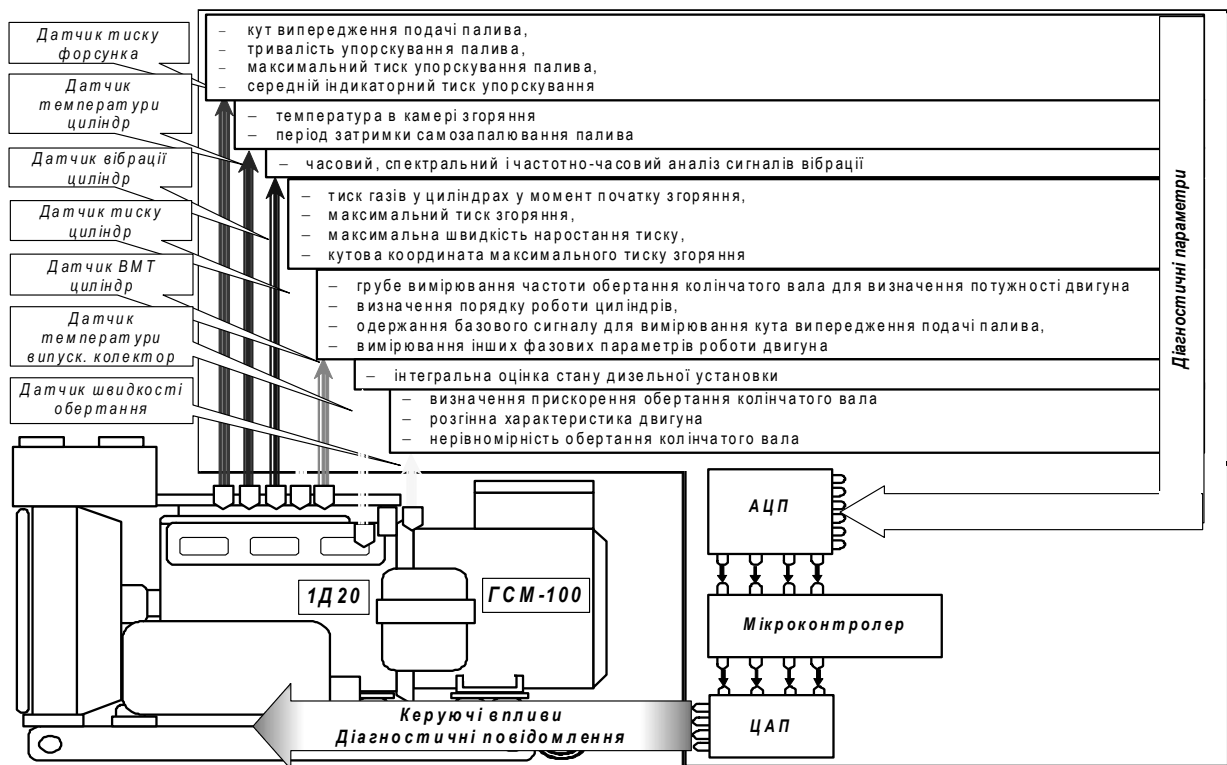 Датчик тиску
форсунка
Датчик
температури
циліндр
Датчик вібрації
циліндр
Датчик тиску
циліндр
Датчик ВМТ
циліндр
Датчик
температури
випуск. колектор
Датчик швидкості
обертання
– кут випередження подачі палива,
– тривалість упорскування палива,
– максимальний тиск упорскування палива,
– середній індикаторний тиск упорскування
– температура в камері згоряння
– період затримки самозапалювання палива
– часовий, спектральний і частотно-часовий аналіз сигналів вібрації
– тиск газів у циліндрах у момент початку згоряння,
– максимальний тиск згоряння,
– максимальна швидкість наростання тиску,
– кутова координата максимального тиску згоряння
– грубе вимірювання частоти обертання колінчатого вала для визначення потужності двигуна
– визначення порядку роботи циліндрів,
– одержання базового сигналу для вимірювання кута випередження подачі палива,
– вимірювання інших фазових параметрів роботи двигуна
– інтегральна оцінка стану дизельної установки
– визначення прискорення обертання колінчатого вала
– розгінна характеристика двигуна
– нерівномірність обертання колінчатого вала
Діагностичні параметри
АЦП
1Д20
ГСМ-100
Мікроконтролер
Керуючі впливи
Діагностичні повідомлення
ЦАП